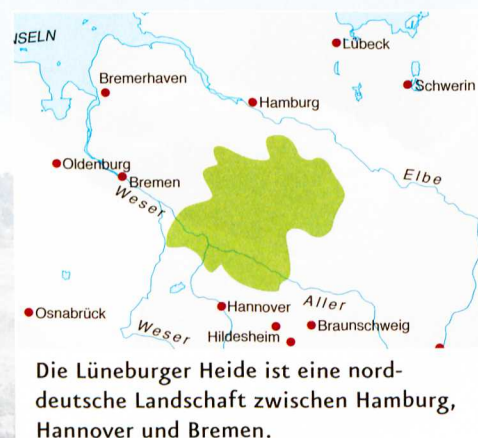 INSELN
Lübeck
Bremerhaven
Schwerin
Hamburg
Oldenburg
Bremen
Weser
Elbe
Hannover
Aller
Osnabrück
Weser
Braunschweig
Hildesheim
Die Lüneburger Heide ist eine nord-
deutsche Landschaft zwischen Hamburg,
Hannover und Bremen.